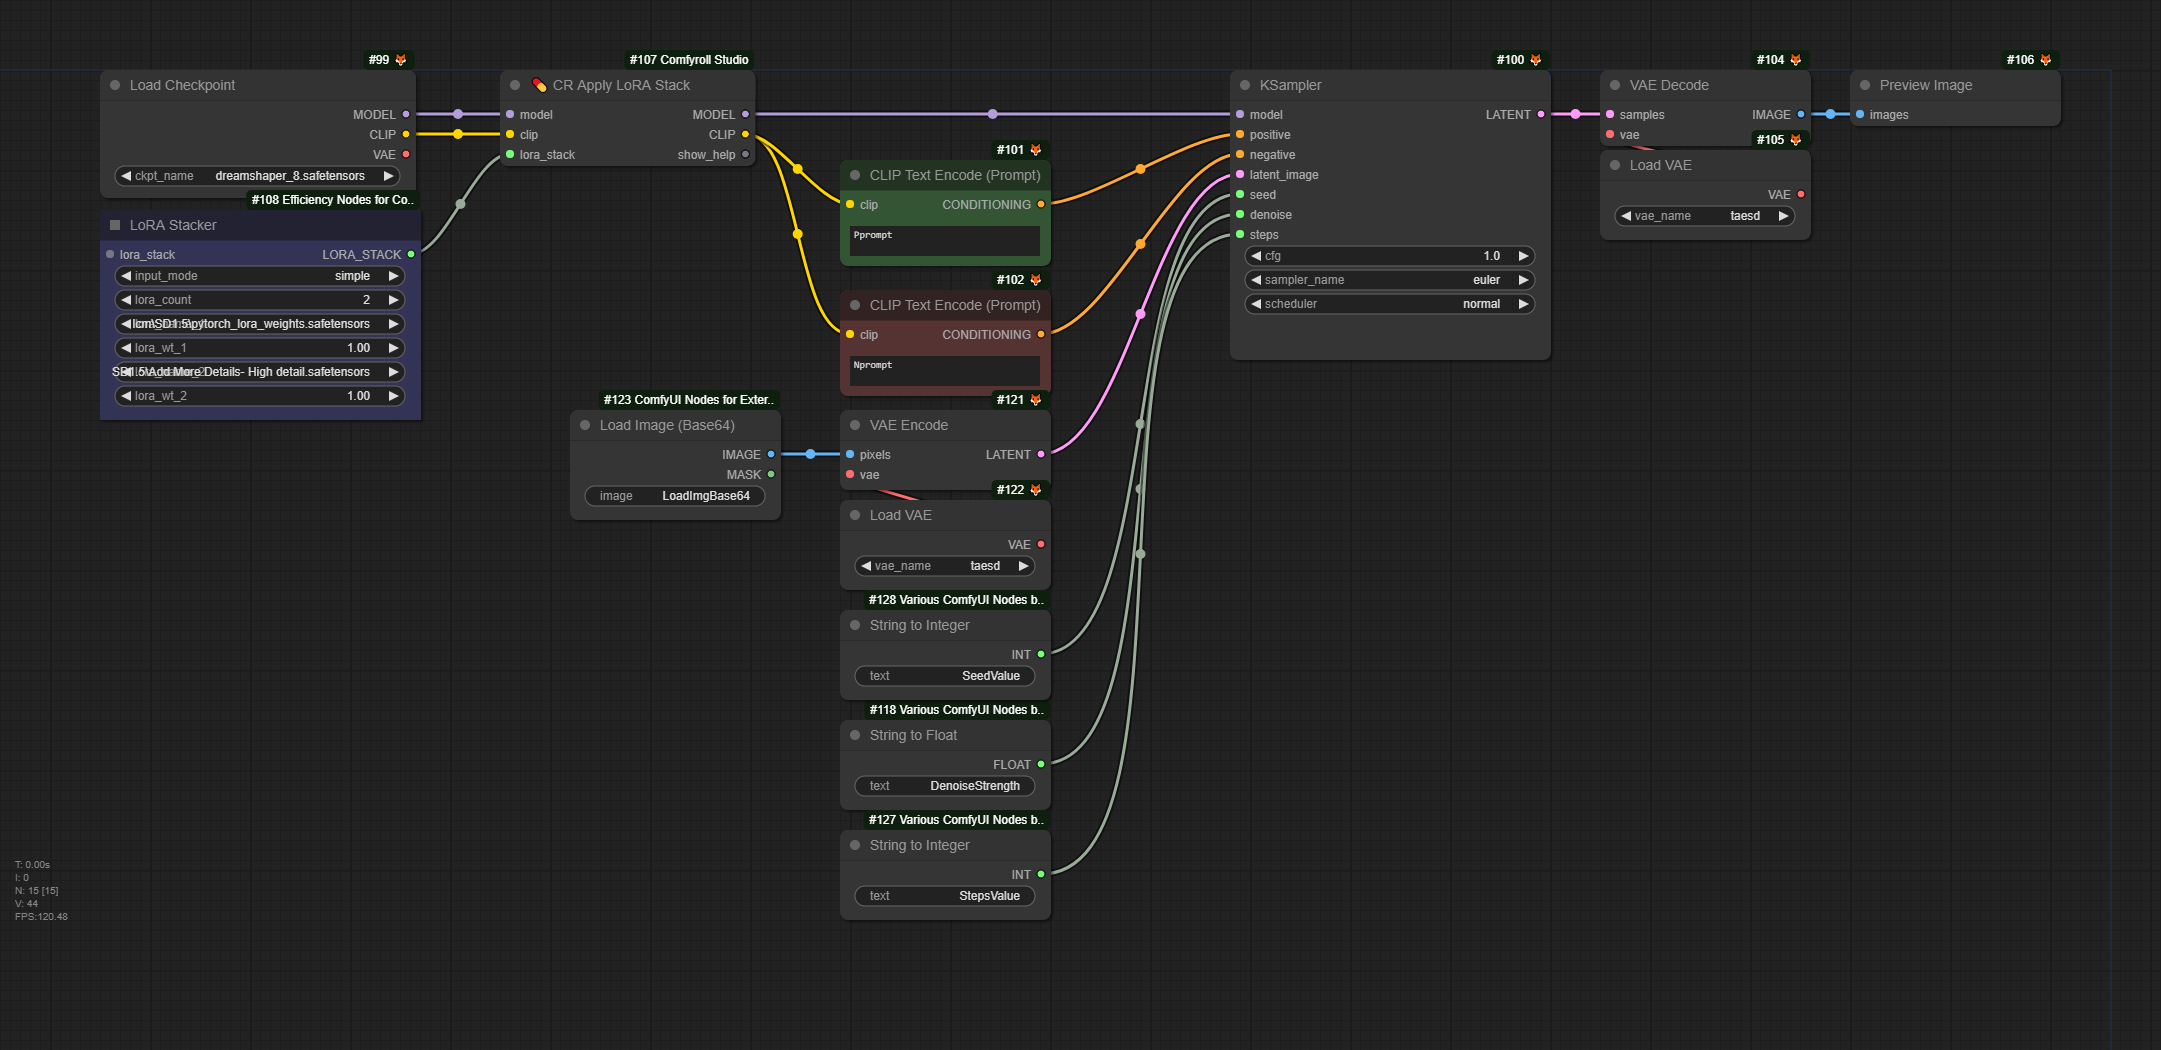 #99
Load Checkpoint
MODEL
CLIP
VAE
ckpt_name dreamshaper_8.safetensors
#108 Efficiency Nodes for Co..
LoRA Stacker
lora_stack LORA_STACK
input_mode simple
lora_count 2
lcm\SD1.5\pytorch_lora_weights.safetensors
lora_wt_1 1.00
Add More Details- High detail.safetensors
lora_wt_2 1.00
#107 Comfyroll Studio
CR Apply LoRA Stack
model MODEL
clip CLIP
lora_stack show_help
#101
CLIP Text Encode (Prompt)
clip CONDITIONING
Pprompt
#102
CLIP Text Encode (Prompt)
clip CONDITIONING
Nprompt
#123 ComfyUI Nodes for Exter..
Load Image (Base64)
IMAGE
MASK
image LoadImgBase64
#121
VAE Encode
pixels LATENT
vae
#122
Load VAE
VAE
vae_name taesd
#128 Various ComfyUI Nodes b..
String to Integer
INT
text SeedValue
#118 Various ComfyUI Nodes b..
String to Float
FLOAT
text DenoiseStrength
#127 Various ComfyUI Nodes b..
String to Integer
INT
text StepsValue
#100
KSampler
model LATENT
positive
negative
latent_image
seed
denoise
steps
cfg 1.0
sampler_name euler
scheduler normal
#104
VAE Decode
samples IMAGE
vae
#105
Load VAE
VAE
vae_name taesd
#106
Preview Image
images
T: 0.00s
I: 0
N: 15 [15]
V: 44
FPS:120.48